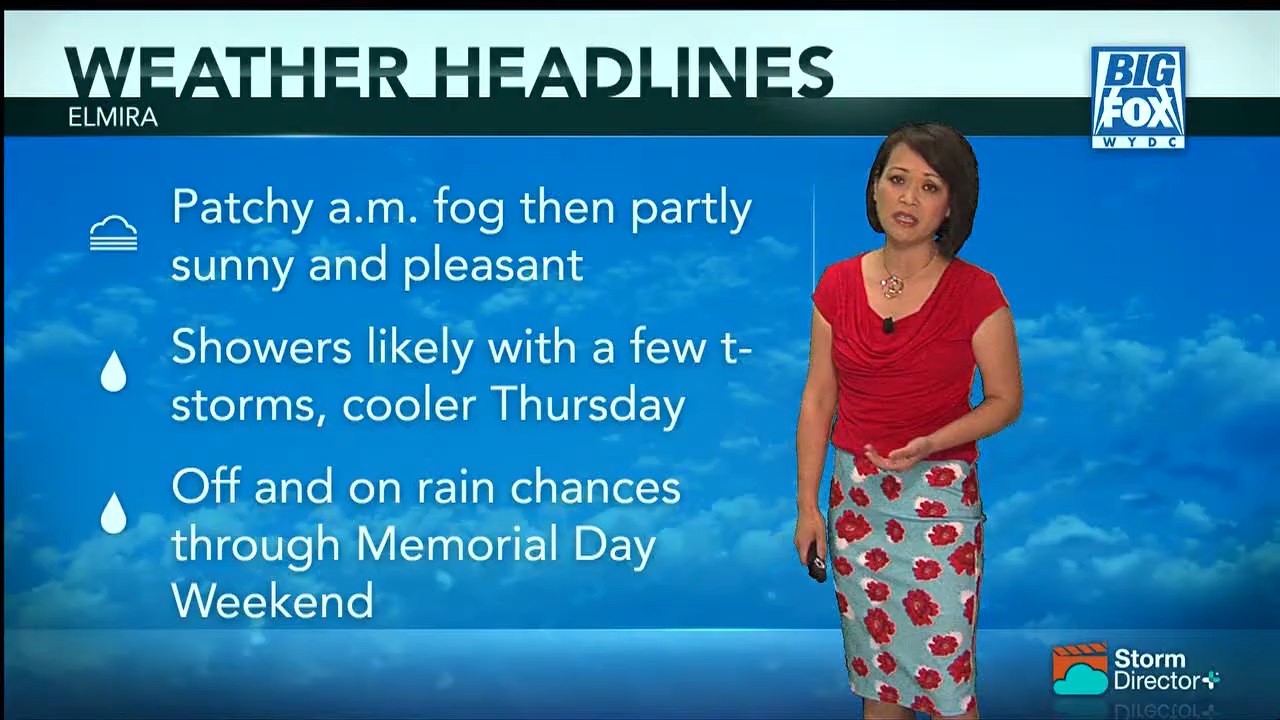 WEATHER HEADLINES
ELMIRA
BIG
FOX
WYDC
Patchy a.m. fog then partly
sunny and pleasant
Showers likely with a few t-
storms, cooler Thursday
Off and on rain chances
through Memorial Day
Weekend
Storm
Director+